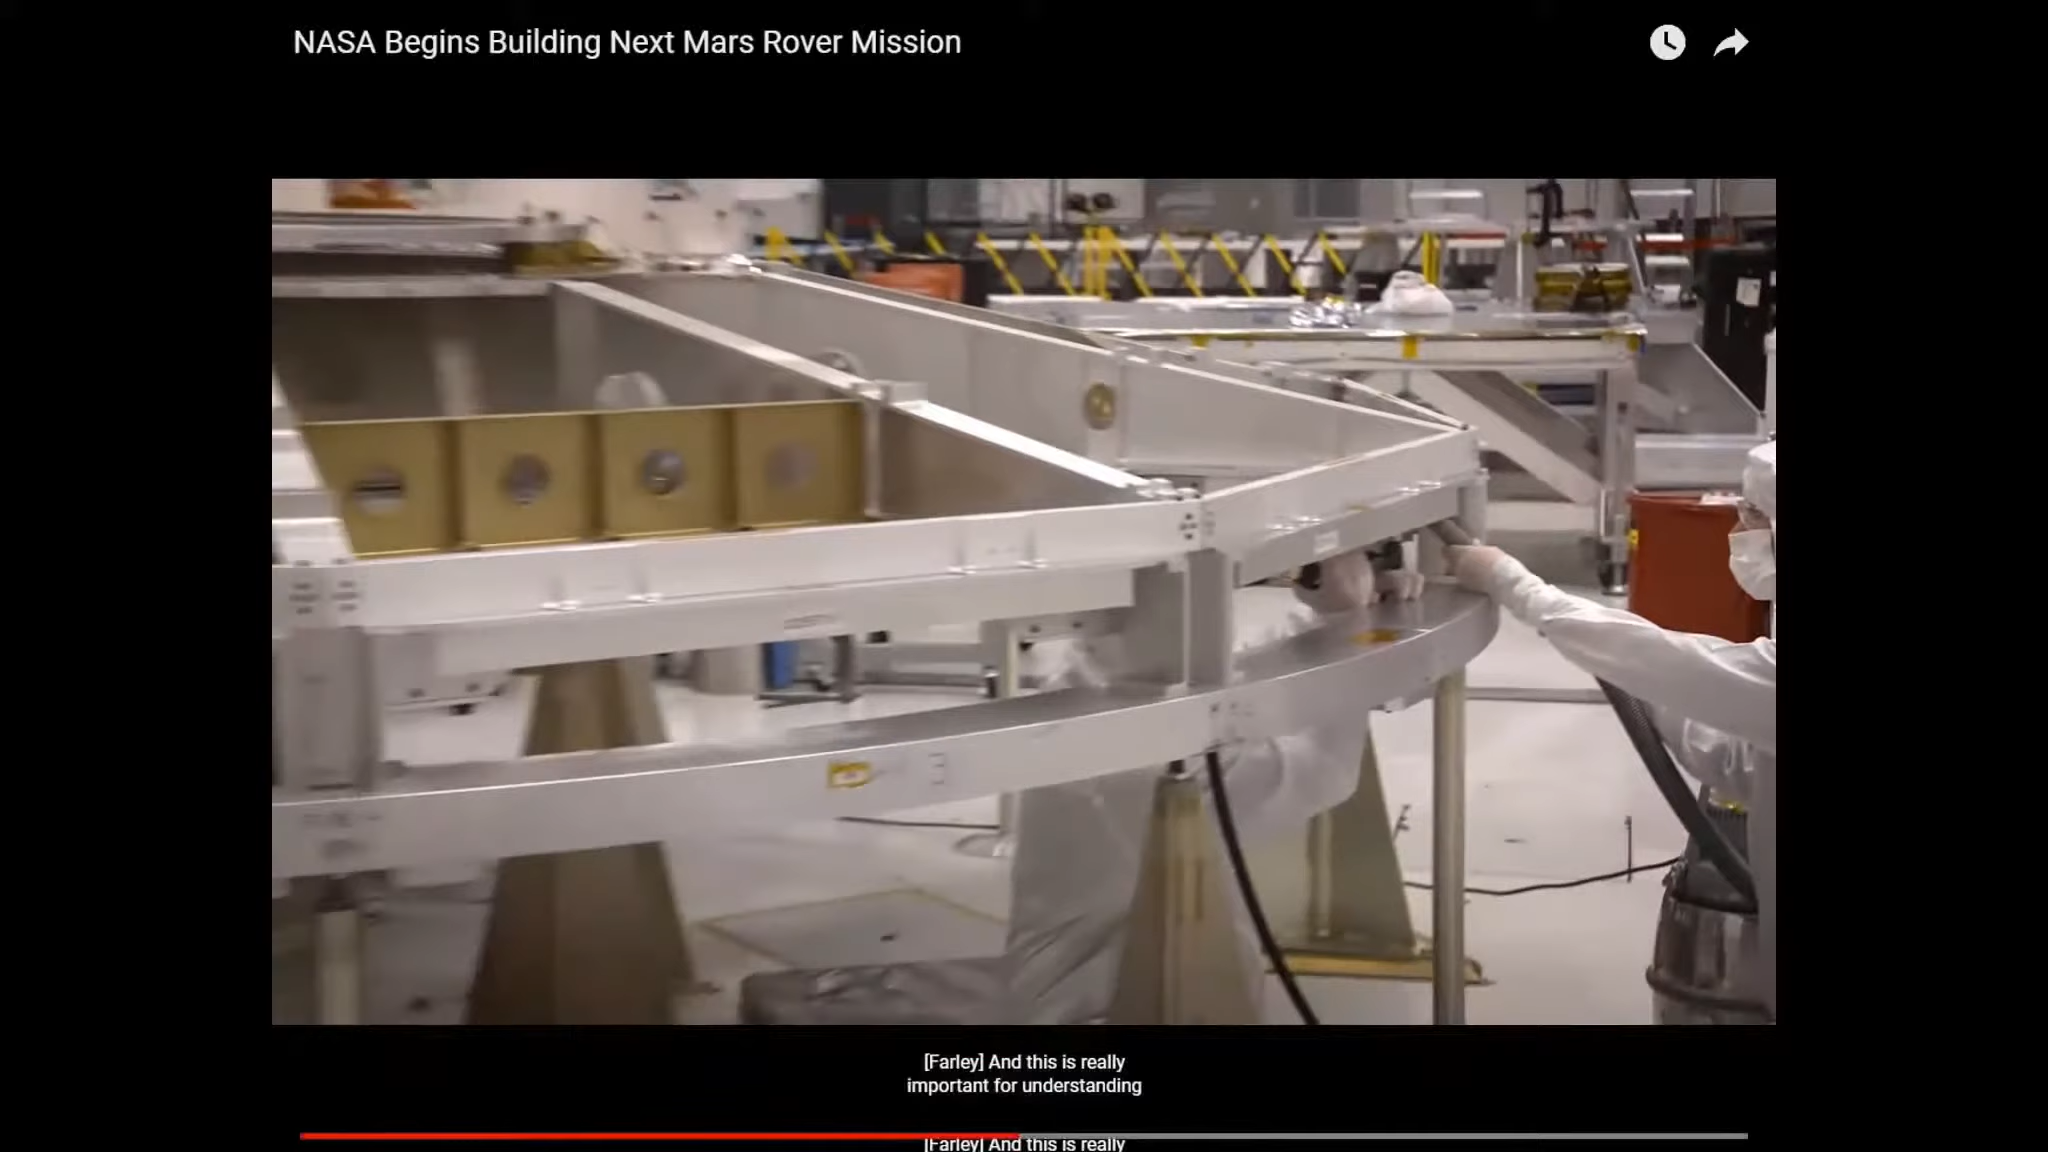 NASA Begins Building Next Mars Rover Mission
3
[Farley] And this is really
important for understanding
[Farley] And this is really